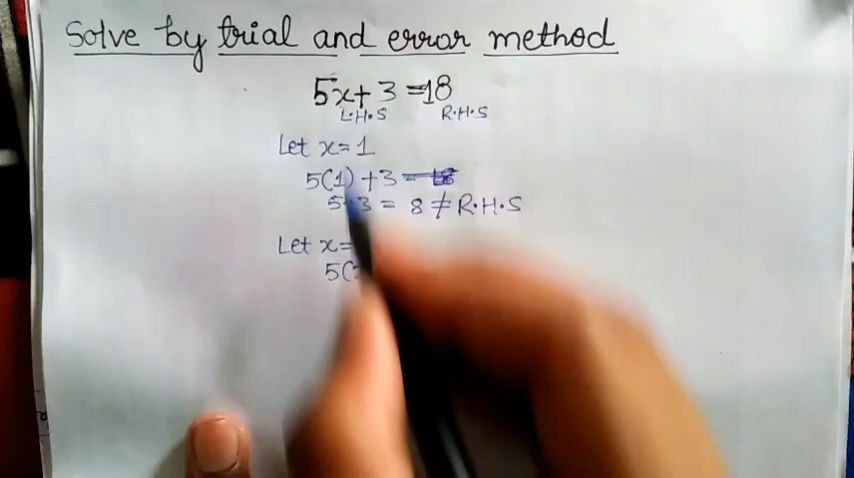 Solve by trial and error method
5x+3=18
L.H.S R.H.S
Let x=1
5(1)+3=18
5+3 = 8 ≠ R.H.S
Let x=
5(